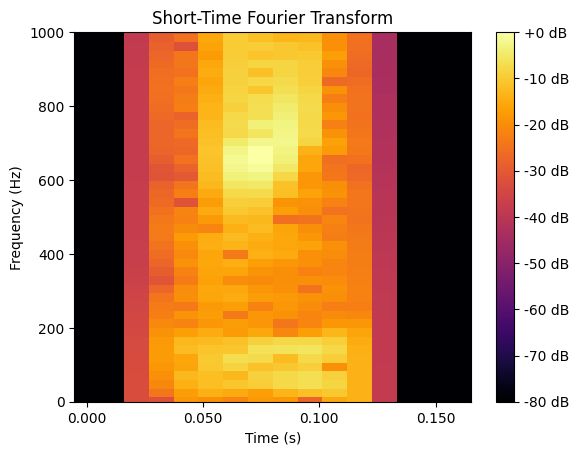 Short-Time Fourier Transform
Frequency (Hz)
1000
800
600
400
200
0
0.000
0.050
0.100
0.150
Time (s)
+0 dB
-10 dB
-20 dB
-30 dB
-40 dB
-50 dB
-60 dB
-70 dB
-80 dB